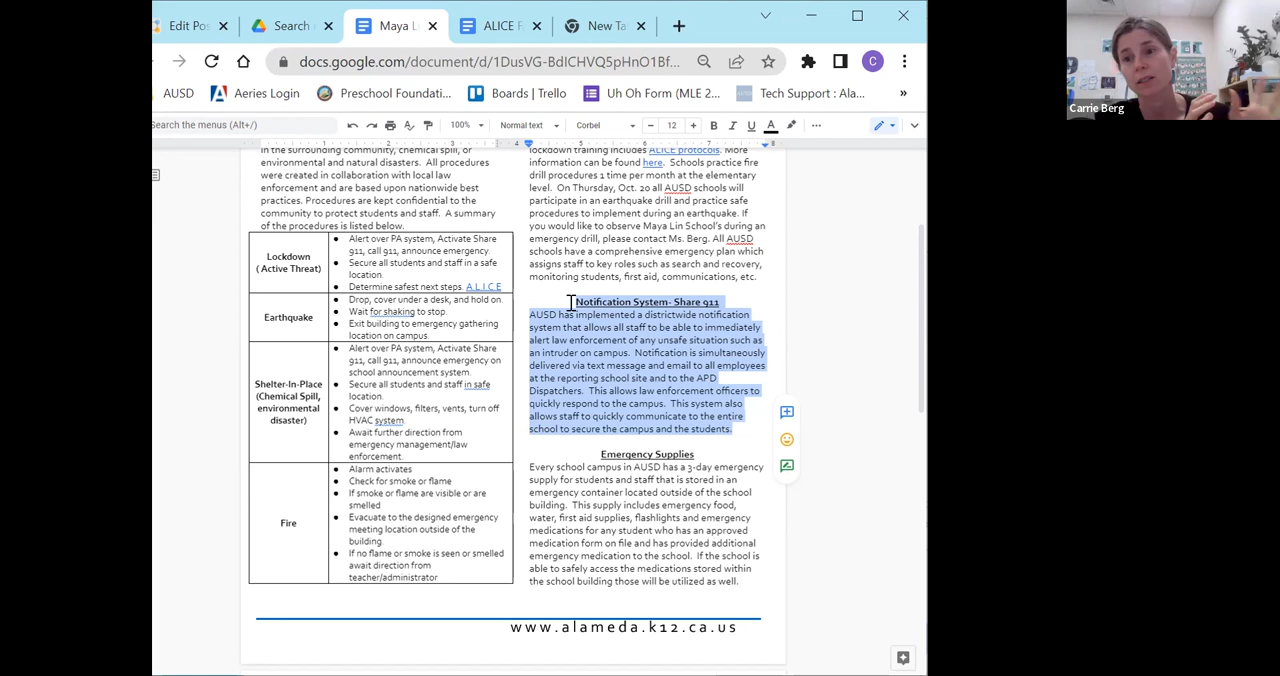 Edit Pos
Search
Maya L
ALICE F
New Ta
docs.google.com/document/d/1DusVG-BdlCHVQ5pHnO1Bf...
C
AUSD
Aeries Login
Preschool Foundati...
Boards | Trello
Uh Oh Form (MLE 2...
Tech Support : Ala...
»
Search the menus (Alt+/)
100%
Normal text
Corbel
12
B I U A
in the surrounding community, chemical spill, or
environmental and natural disasters. All procedures
were created in collaboration with local law
enforcement and are based upon nationwide best
practices. Procedures are kept confidential to the
community to protect students and staff. A summary
of the procedures is listed below.
Lockdown
( Active Threat)
Alert over PA system, Activate Share
911, call 911, announce emergency.
Secure all students and staff in a safe
location.
Determine safest next steps. A.L.I.C.E
Earthquake
Drop, cover under a desk, and hold on.
Wait for shaking to stop.
Exit building to emergency gathering
location on campus.
Shelter-In-Place
(Chemical Spill,
environmental
disaster)
Alert over PA system, Activate Share
911, call 911, announce emergency on
school announcement system.
Secure all students and staff in safe
location.
Cover windows, filters, vents, turn off
HVAC system.
Await further direction from
emergency management/law
enforcement.
Fire
Alarm activates
Check for smoke or flame
If smoke or flame are visible or are
smelled
Evacuate to the designed emergency
meeting location outside of the
building.
If no flame or smoke is seen or smelled
await direction from
teacher/administrator
lockdown training includes ALICE protocols. More
information can be found here. Schools practice fire
drill procedures 1 time per month at the elementary
level. On Thursday, Oct. 20 all AUSD schools will
participate in an earthquake drill and practice safe
procedures to implement during an earthquake. If
you would like to observe Maya Lin School's during an
emergency drill, please contact Ms. Berg. All AUSD
schools have a comprehensive emergency plan which
assigns staff to key roles such as search and recovery,
monitoring students, first aid, communications, etc.
Notification System- Share 911
AUSD has implemented a districtwide notification
system that allows all staff to be able to immediately
alert law enforcement of any unsafe situation such as
an intruder on campus. Notification is simultaneously
delivered via text message and email to all employees
at the reporting school site and to the APD
Dispatchers. This allows law enforcement officers to
quickly respond to the campus. This system also
allows staff to quickly communicate to the entire
school to secure the campus and the students.
Emergency Supplies
Every school campus in AUSD has a 3-day emergency
supply for students and staff that is stored in an
emergency container located outside of the school
building. This supply includes emergency food,
water, first aid supplies, flashlights and emergency
medications for any student who has an approved
medication form on file and has provided additional
emergency medication to the school. If the school is
able to safely access the medications stored within
the school building those will be utilized as well.
www.alameda.k12.ca.us
Carrie Berg